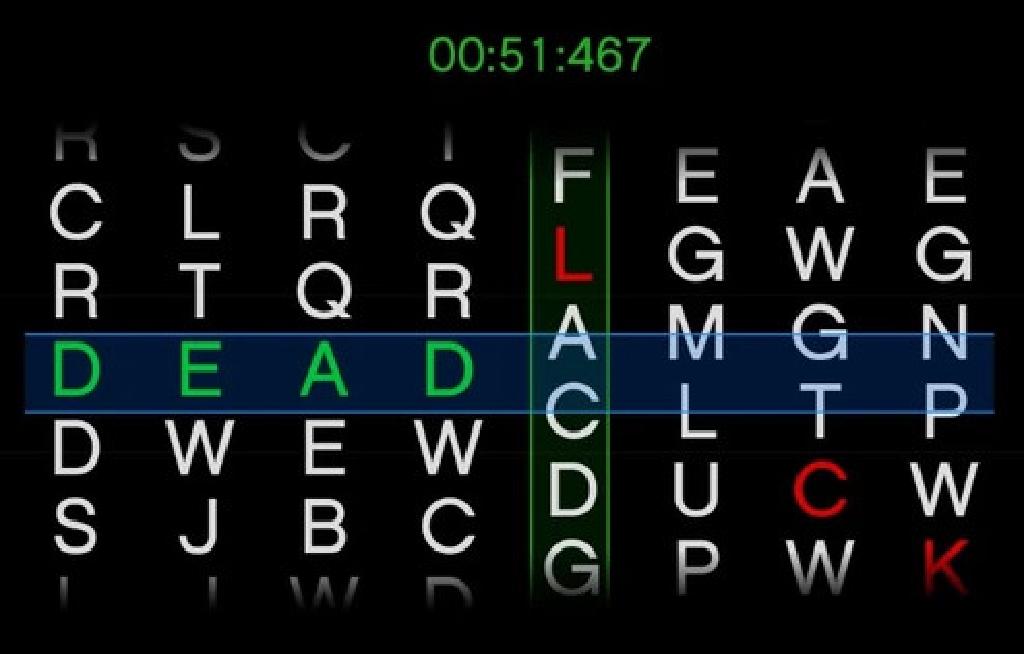 00:51:467
R S C
F E A E
C L R Q
L G W G
R T Q R
A M G N
D E A D
C L T P
D W E W
D U C W
S J B C
G P W K